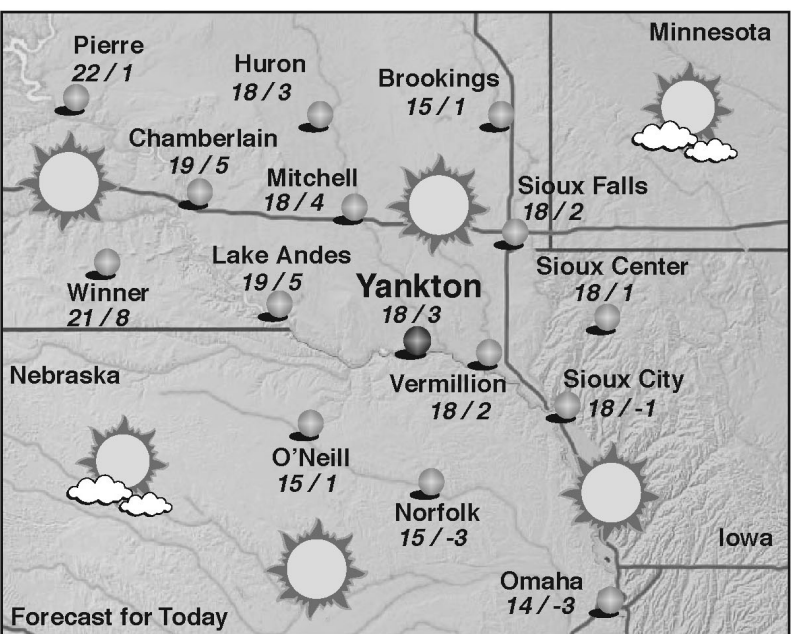 Minnesota
Pierre
22 / 1
Huron
18 / 3
Brookings
15 / 1
Chamberlain
19 / 5
Mitchell
18 / 4
Sioux Falls
18 / 2
Lake Andes
19 / 5
Winner
21 / 8
Yankton
18 / 3
Sioux Center
18 / 1
Nebraska
Vermillion
18 / 2
Sioux City
18 / -1
O'Neill
15 / 1
Norfolk
15 / -3
Iowa
Omaha
14 / -3
Forecast for Today